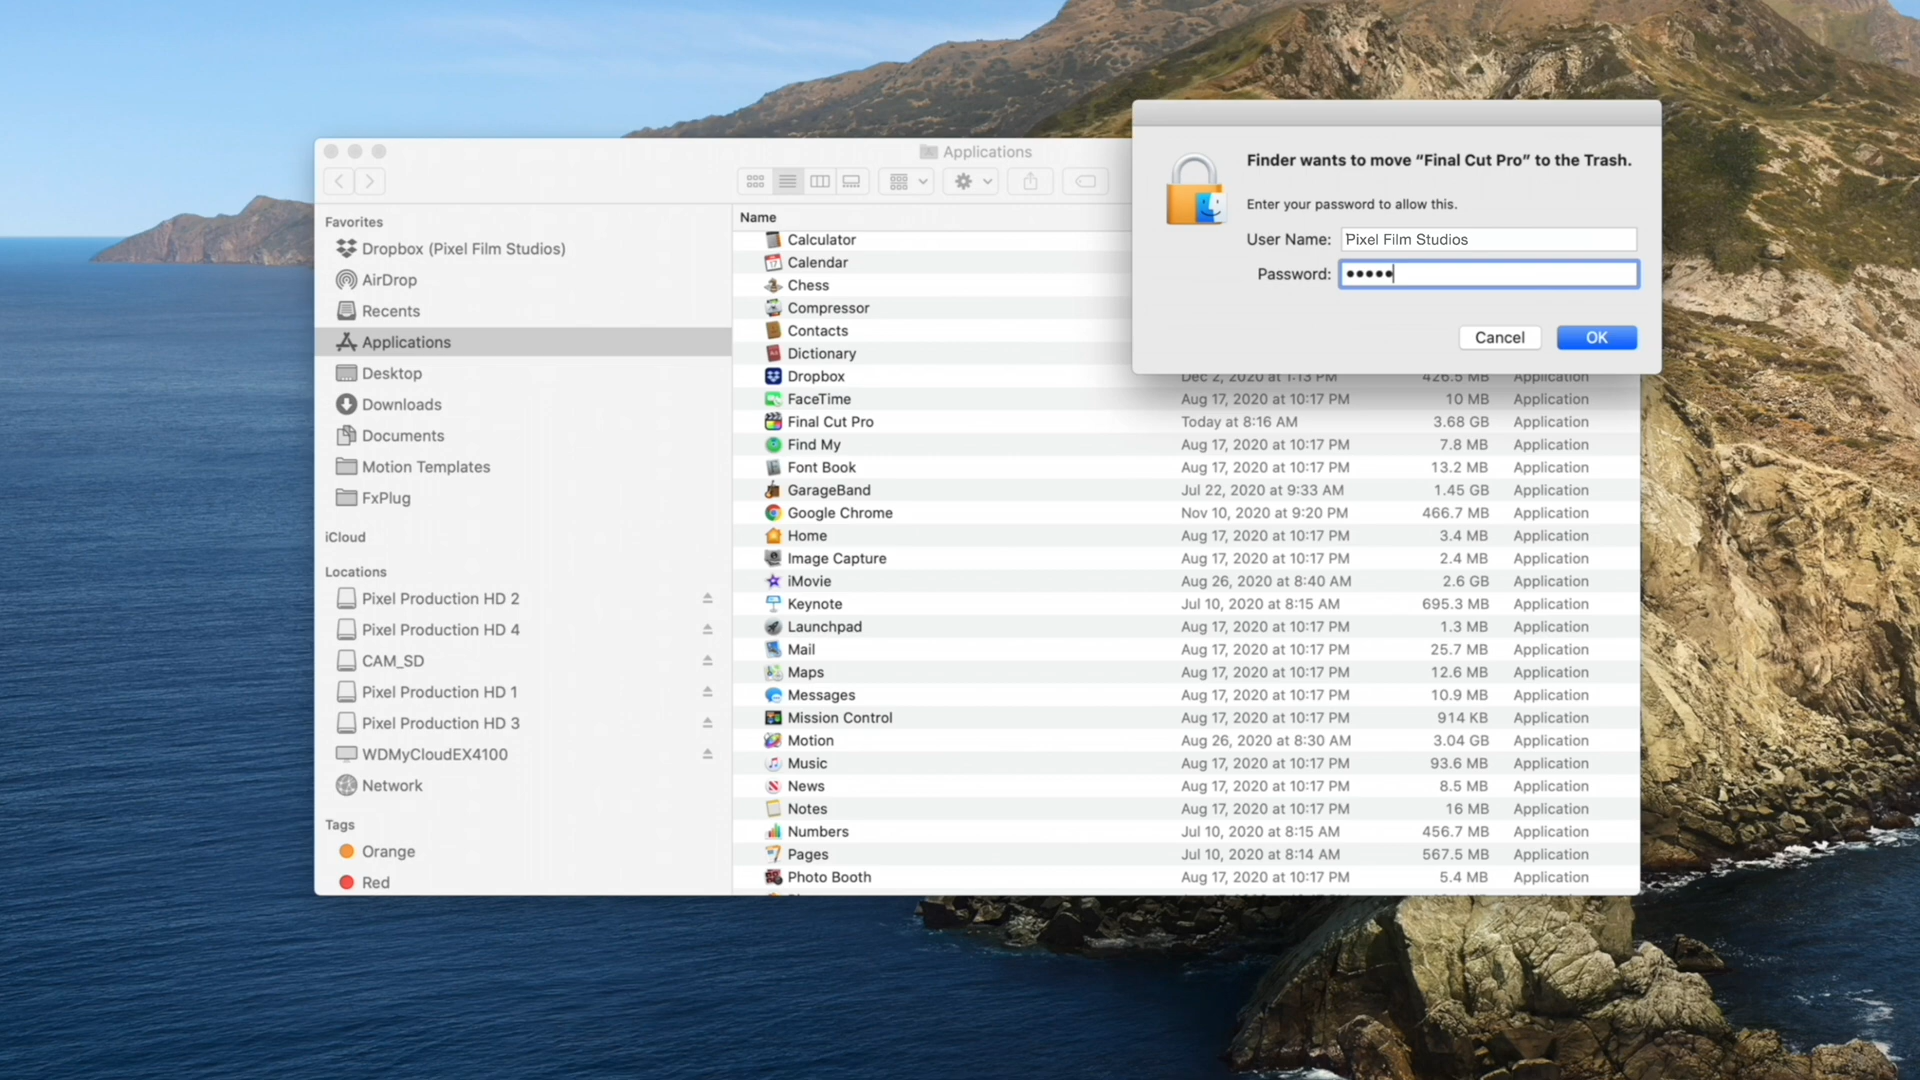 Applications
Favorites
Dropbox (Pixel Film Studios)
AirDrop
Recents
Applications
Desktop
Downloads
Documents
Motion Templates
FxPlug
iCloud
Locations
Pixel Production HD 2
Pixel Production HD 4
CAM_SD
Pixel Production HD 1
Pixel Production HD 3
WDMyCloudEX4100
Network
Tags
Orange
Red
Name
Calculator
Calendar
Chess
Compressor
Contacts
Dictionary
Dropbox Dec 2, 2020 at 1:13 PM 426.5 MB Application
FaceTime Aug 17, 2020 at 10:17 PM 10 MB Application
Final Cut Pro Today at 8:16 AM 3.68 GB Application
Find My Aug 17, 2020 at 10:17 PM 7.8 MB Application
Font Book Aug 17, 2020 at 10:17 PM 13.2 MB Application
GarageBand Jul 22, 2020 at 9:33 AM 1.45 GB Application
Google Chrome Nov 10, 2020 at 9:20 PM 466.7 MB Application
Home Aug 17, 2020 at 10:17 PM 3.4 MB Application
Image Capture Aug 17, 2020 at 10:17 PM 2.4 MB Application
iMovie Aug 26, 2020 at 8:40 AM 2.6 GB Application
Keynote Jul 10, 2020 at 8:15 AM 695.3 MB Application
Launchpad Aug 17, 2020 at 10:17 PM 1.3 MB Application
Mail Aug 17, 2020 at 10:17 PM 25.7 MB Application
Maps Aug 17, 2020 at 10:17 PM 12.6 MB Application
Messages Aug 17, 2020 at 10:17 PM 10.9 MB Application
Mission Control Aug 17, 2020 at 10:17 PM 914 KB Application
Motion Aug 26, 2020 at 8:30 AM 3.04 GB Application
Music Aug 17, 2020 at 10:17 PM 93.6 MB Application
News Aug 17, 2020 at 10:17 PM 8.5 MB Application
Notes Aug 17, 2020 at 10:17 PM 16 MB Application
Numbers Jul 10, 2020 at 8:15 AM 456.7 MB Application
Pages Jul 10, 2020 at 8:14 AM 567.5 MB Application
Photo Booth Aug 17, 2020 at 10:17 PM 5.4 MB Application
Finder wants to move “Final Cut Pro” to the Trash.
Enter your password to allow this.
User Name: Pixel Film Studios
Password: •••••
Cancel OK